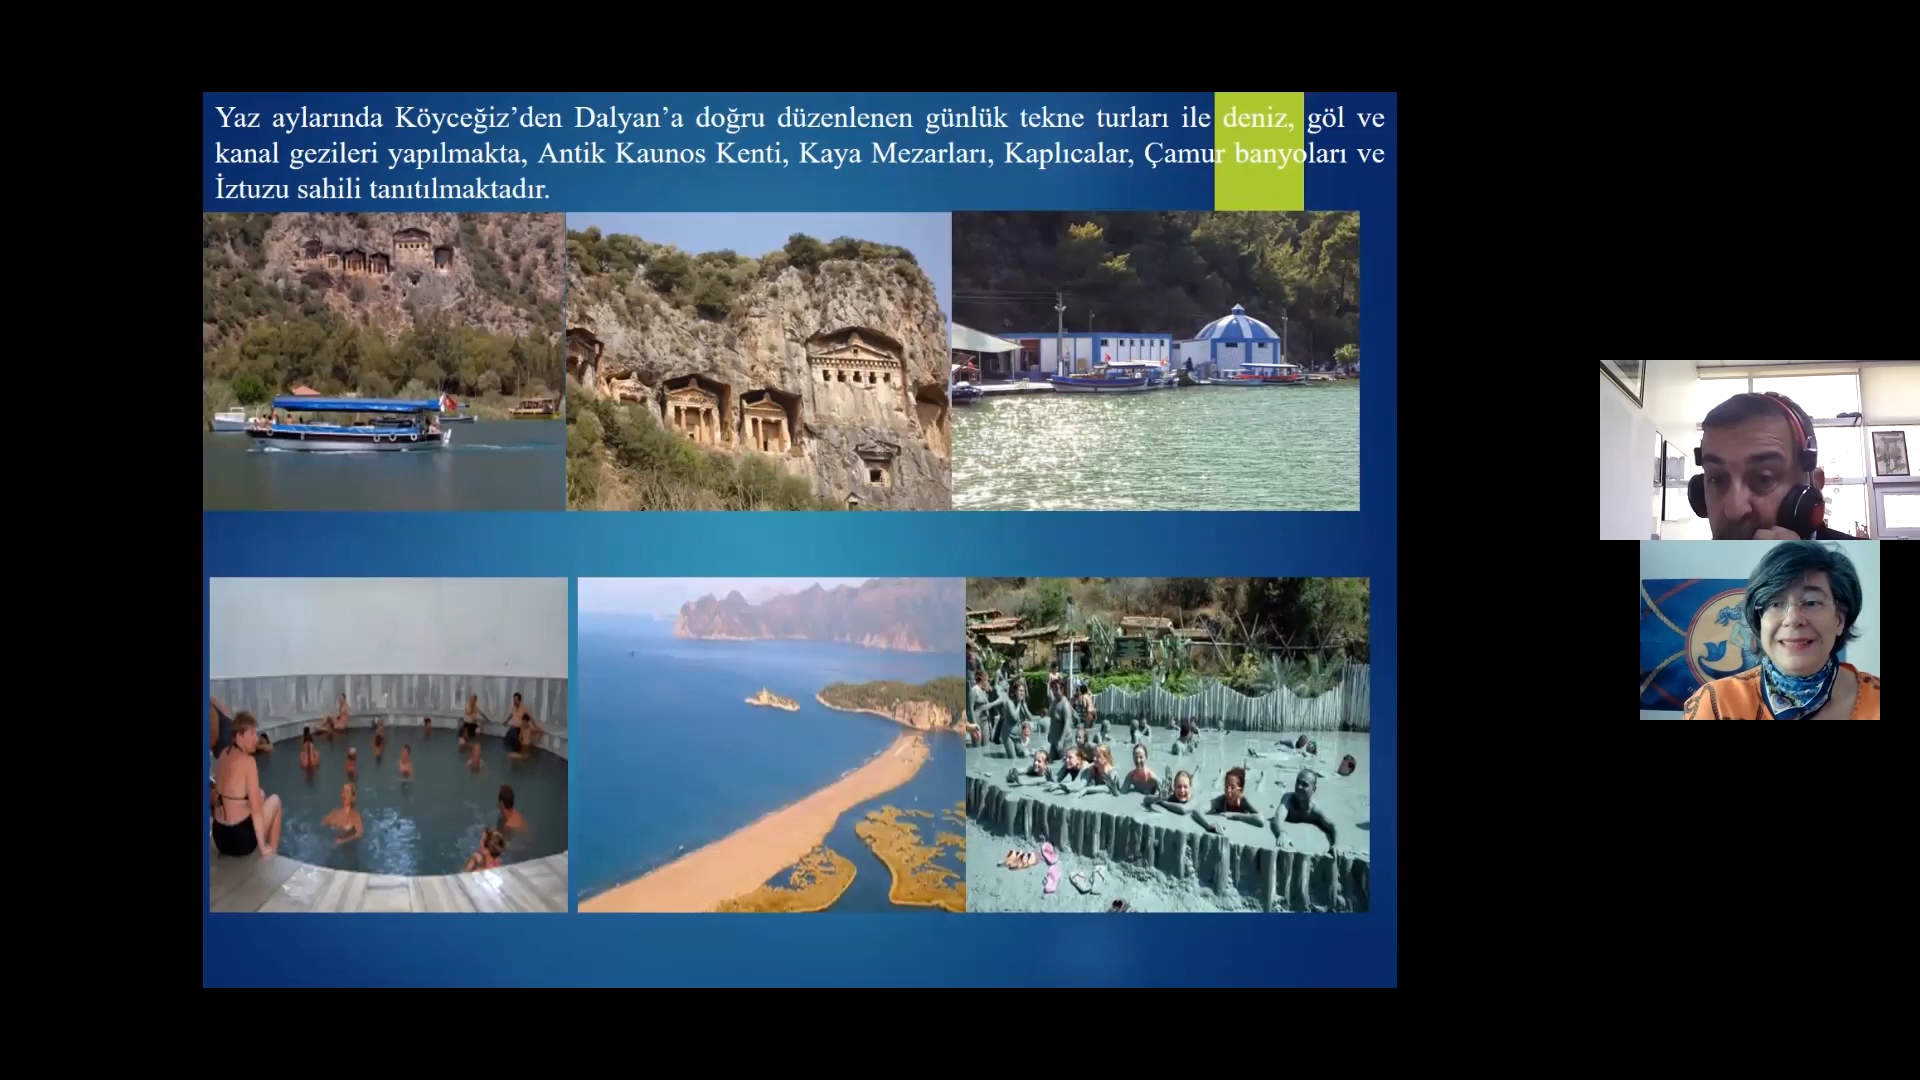 Yaz aylarında Köyceğiz’den Dalyan’a doğru düzenlenen günlük tekne turları ile deniz, göl ve
kanal gezileri yapılmakta, Antik Kaunos Kenti, Kaya Mezarları, Kaplıcalar, Çamur banyoları ve
İztuzu sahili tanıtılmaktadır.